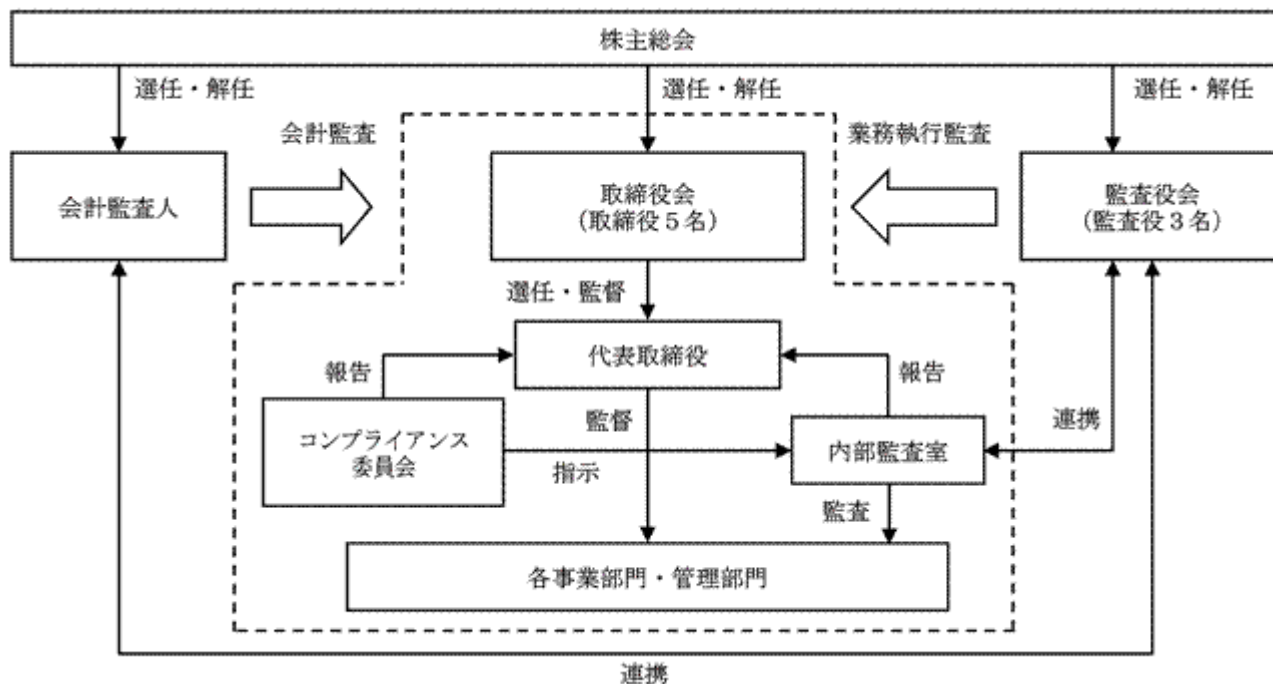 株主総会
選任・解任
選任・解任
選任・解任
会計監査
業務執行監査
会計監査人
取締役会
（取締役５名）
監査役会
（監査役３名）
選任・監督
代表取締役
報告
報告
コンプライアンス
委員会
監督
指示
内部監査室
連携
監査
各事業部門・管理部門
連携